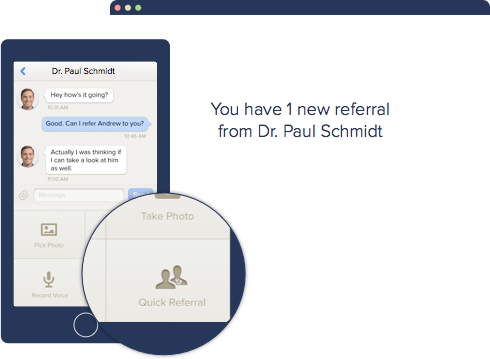 Dr. Paul Schmidt
Hey how's it going?
10:31 AM
Good. Can I refer Andrew to you?
10:46 AM
Actually I was thinking if
I can take a look at him
as well.
11:00 AM
Message
Pick Photo
Record Voice
Take Photo
Quick Referral
You have 1 new referral
from Dr. Paul Schmidt